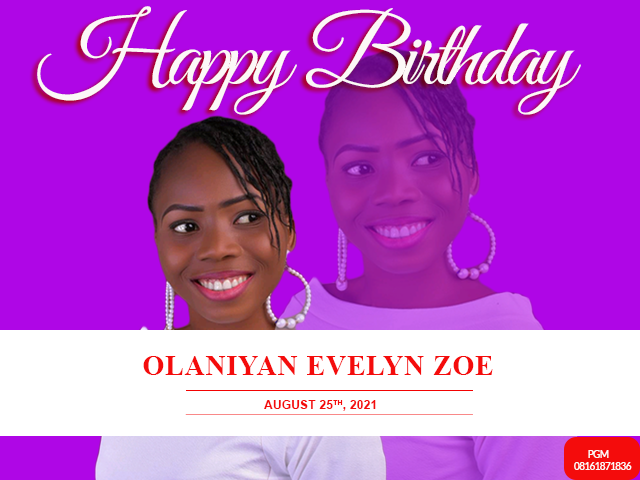 Happy Birthday
OLANIYAN EVELYN ZOE
AUGUST 25TH, 2021
PGM
08161871836